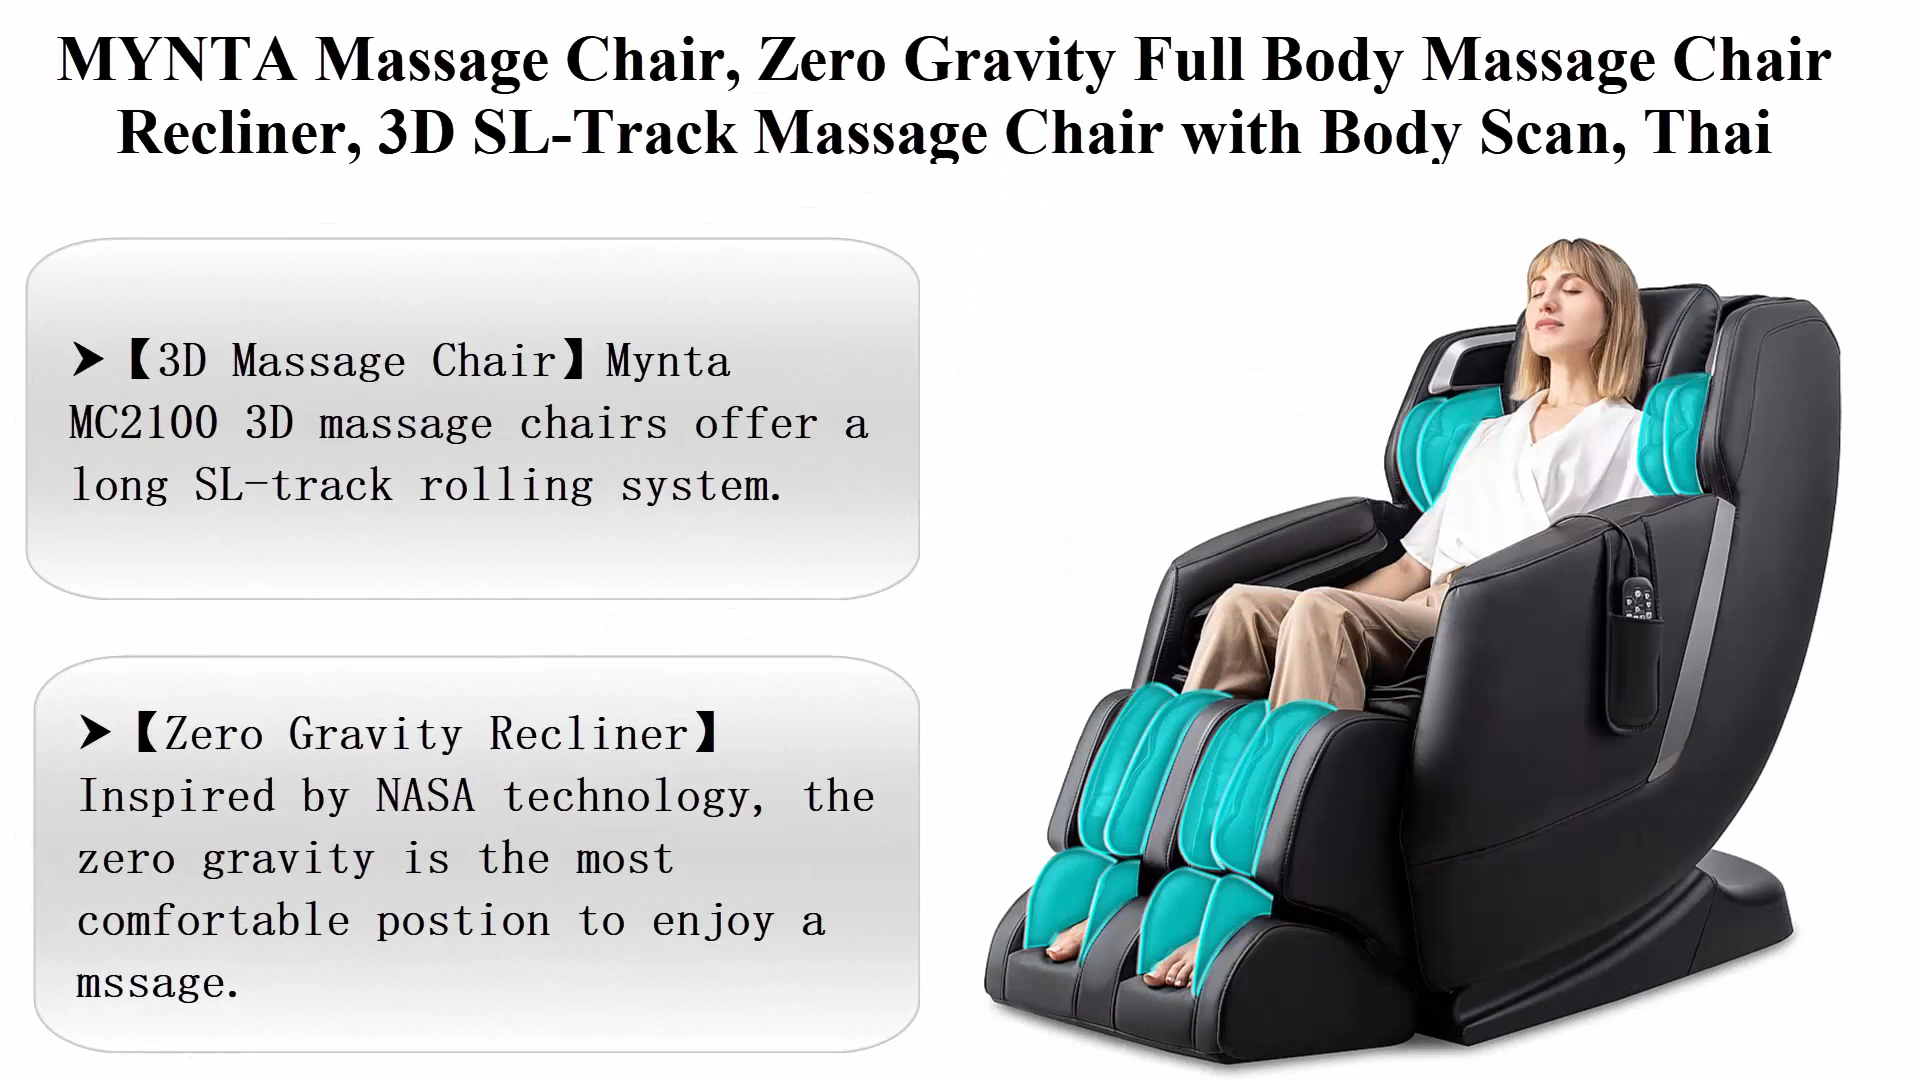 MYNTA Massage Chair, Zero Gravity Full Body Massage Chair
Recliner, 3D SL-Track Massage Chair with Body Scan, Thai
➤【3D Massage Chair】Mynta
MC2100 3D massage chairs offer a
long SL-track rolling system.
➤【Zero Gravity Recliner】
Inspired by NASA technology, the
zero gravity is the most
comfortable postion to enjoy a
mssage.